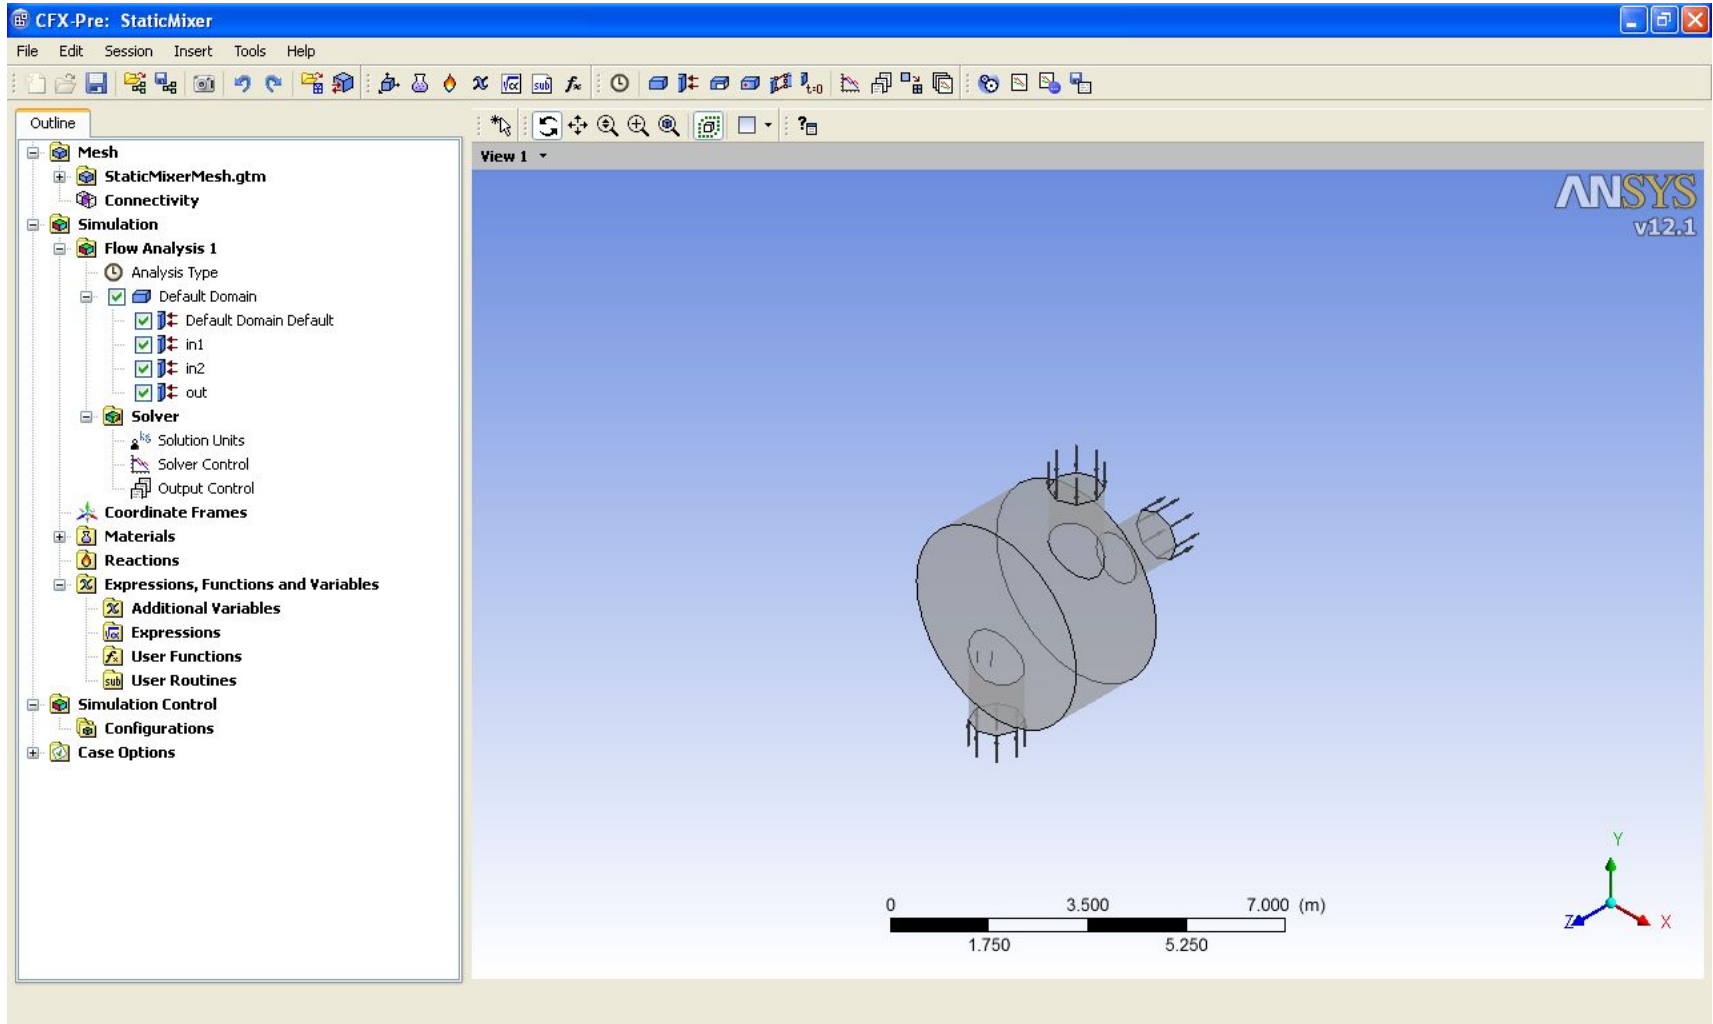 CFX-Pre: StaticMixer
File Edit Session Insert Tools Help
Outline
View 1
Mesh
StaticMixerMesh.gtm
Connectivity
Simulation
Flow Analysis 1
Analysis Type
Default Domain
Default Domain Default
in1
in2
out
Solver
Solution Units
Solver Control
Output Control
Coordinate Frames
Materials
Reactions
Expressions, Functions and Variables
Additional Variables
Expressions
User Functions
User Routines
Simulation Control
Configurations
Case Options
ANSYS
v12.1
0 3.500 7.000 (m)
1.750 5.250
Y
Z X